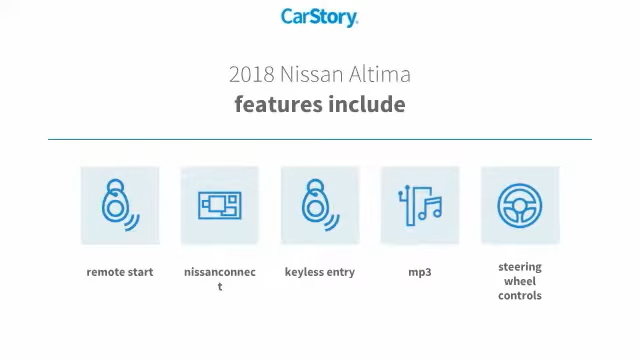 CarStory
2018 Nissan Altima
features include
remote start
nissanconnec
t
keyless entry
mp3
steering
wheel
controls